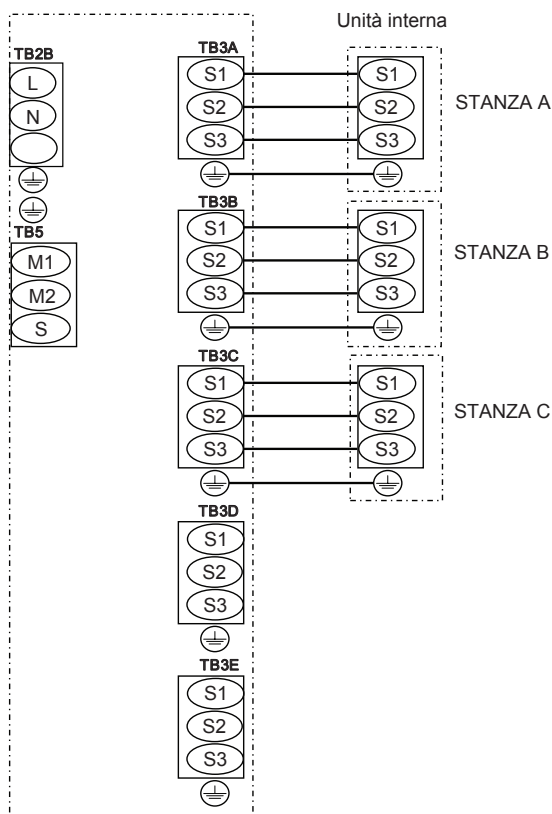 Unità interna
TB2B
L
N
TB5
M1
M2
S
TB3A
S1
S2
S3
S1
S2
S3
STANZA A
TB3B
S1
S2
S3
S1
S2
S3
STANZA B
TB3C
S1
S2
S3
S1
S2
S3
STANZA C
TB3D
S1
S2
S3
TB3E
S1
S2
S3